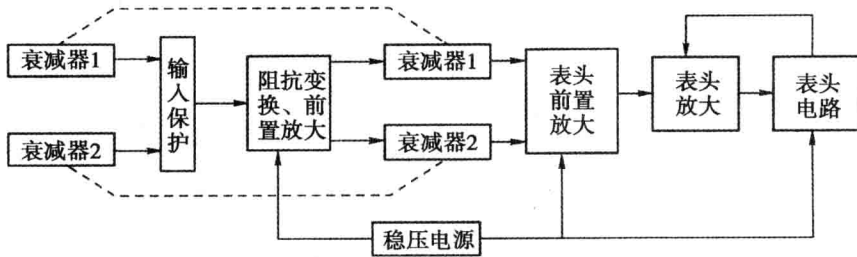 衰减器1
衰减器2
输
入
保
护
阻抗变
换、前
置放大
衰减器1
衰减器2
表头
前置
放大
表头
放大
表头
电路
稳压电源